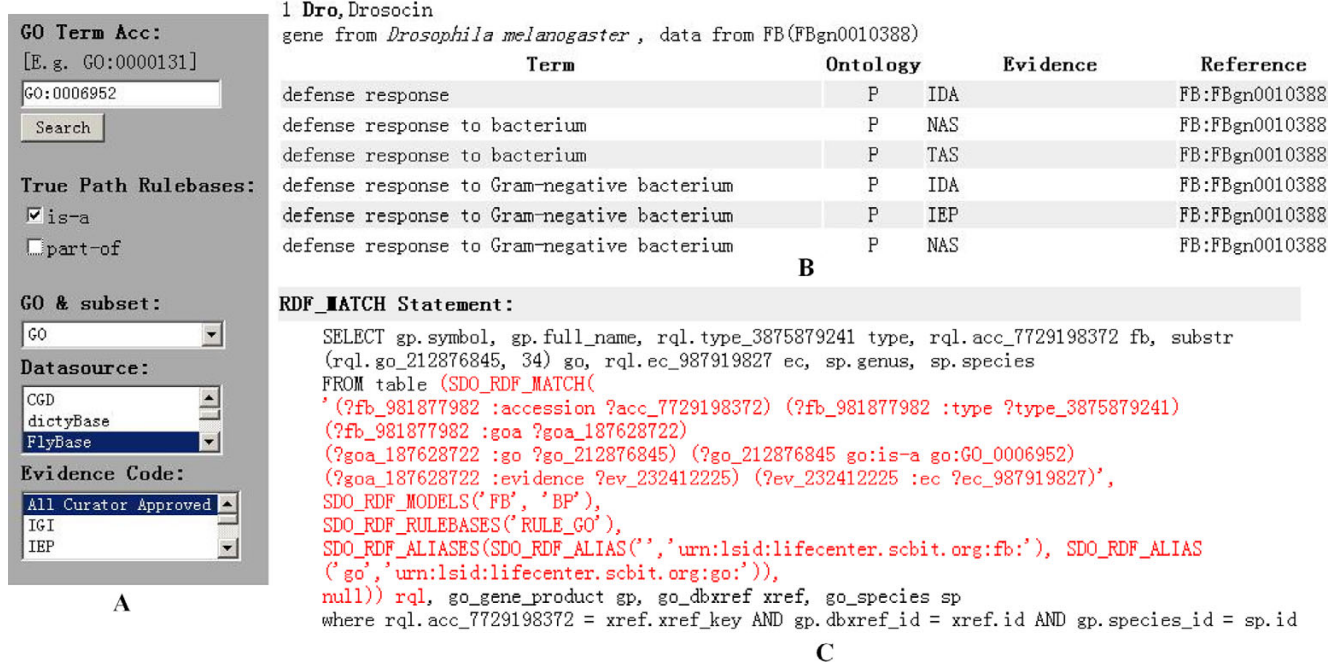 GO Term Acc:
[E.g. GO:0000131]
GO:0006952
Search
True Path Rulebases:
is-a
part-of
GO & subset:
GO
Datasource:
CGD
dictyBase
FlyBase
Evidence Code:
All Curator Approved
IGI
IEP
A
1 Dro, Drosocin
gene from Drosophila melanogaster , data from FB(FBgn0010388)
Term Ontology Evidence Reference
defense response P IDA FB:FBgn0010388
defense response to bacterium P NAS FB:FBgn0010388
defense response to bacterium P TAS FB:FBgn0010388
defense response to Gram-negative bacterium P IDA FB:FBgn0010388
defense response to Gram-negative bacterium P IEP FB:FBgn0010388
defense response to Gram-negative bacterium P NAS FB:FBgn0010388
B
RDF_MATCH Statement:
SELECT gp.symbol, gp.full_name, rql.type_3875879241 type, rql.acc_7729198372 fb, substr
(rql.go_212876845, 34) go, rql.ec_987919827 ec, sp.genus, sp.species
FROM table (SDO_RDF_MATCH(
'(?fb_981877982 :accession ?acc_7729198372) (?fb_981877982 :type ?type_3875879241)
(?fb_981877982 :goa ?goa_187628722)
(?goa_187628722 :go ?go_212876845) (?go_212876845 go:is-a go:GO_0006952)
(?goa_187628722 :evidence ?ev_232412225) (?ev_232412225 :ec ?ec_987919827)',
SDO_RDF_MODELS('FB', 'BP'),
SDO_RDF_RULEBASES('RULE_GO'),
SDO_RDF_ALIASES(SDO_RDF_ALIAS('','urn:lsid:lifecenter.scbit.org:fb:'), SDO_RDF_ALIAS
('go','urn:lsid:lifecenter.scbit.org:go:')),
null)) rql, go_gene_product gp, go_dbxref xref, go_species sp
where rql.acc_7729198372 = xref.xref_key AND gp.dbxref_id = xref.id AND gp.species_id = sp.id
C